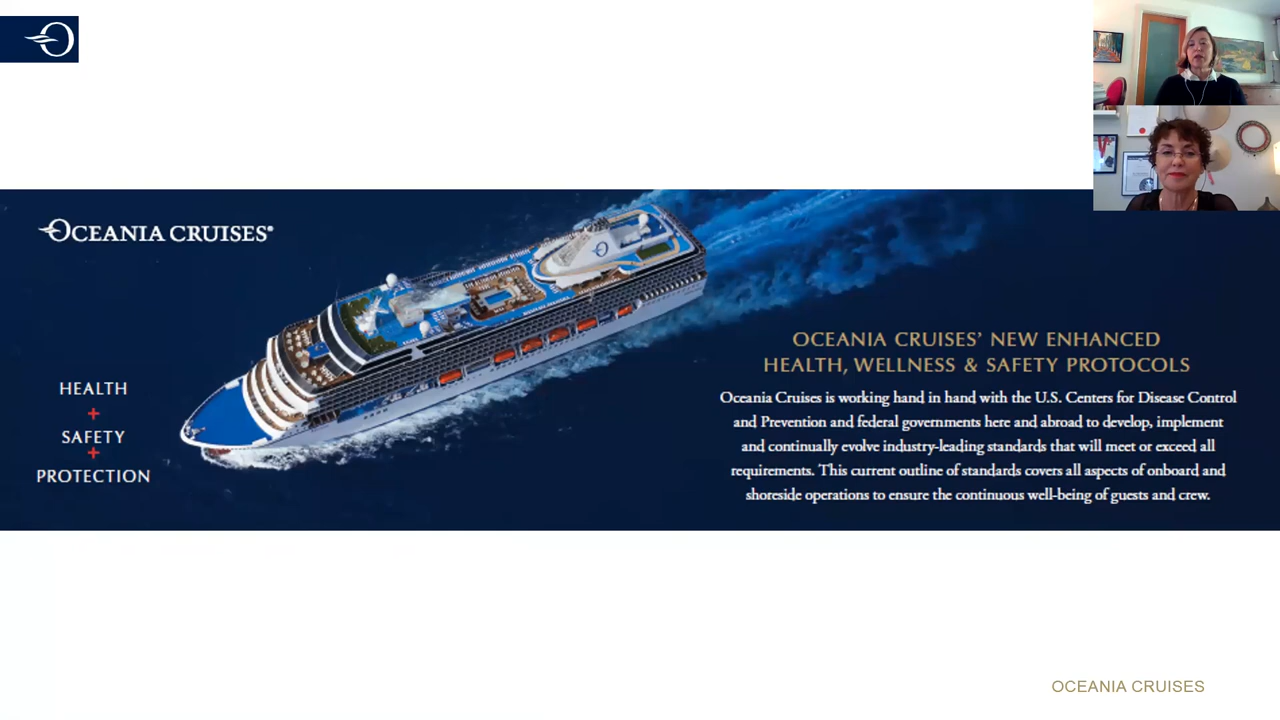 OCEANIA CRUISES®
HEALTH
+
SAFETY
+
PROTECTION
OCEANIA CRUISES’ NEW ENHANCED
HEALTH, WELLNESS & SAFETY PROTOCOLS
Oceania Cruises is working hand in hand with the U.S. Centers for Disease Control
and Prevention and federal governments here and abroad to develop, implement
and continually evolve industry-leading standards that will meet or exceed all
requirements. This current outline of standards covers all aspects of onboard and
shoreside operations to ensure the continuous well-being of guests and crew.
OCEANIA CRUISES